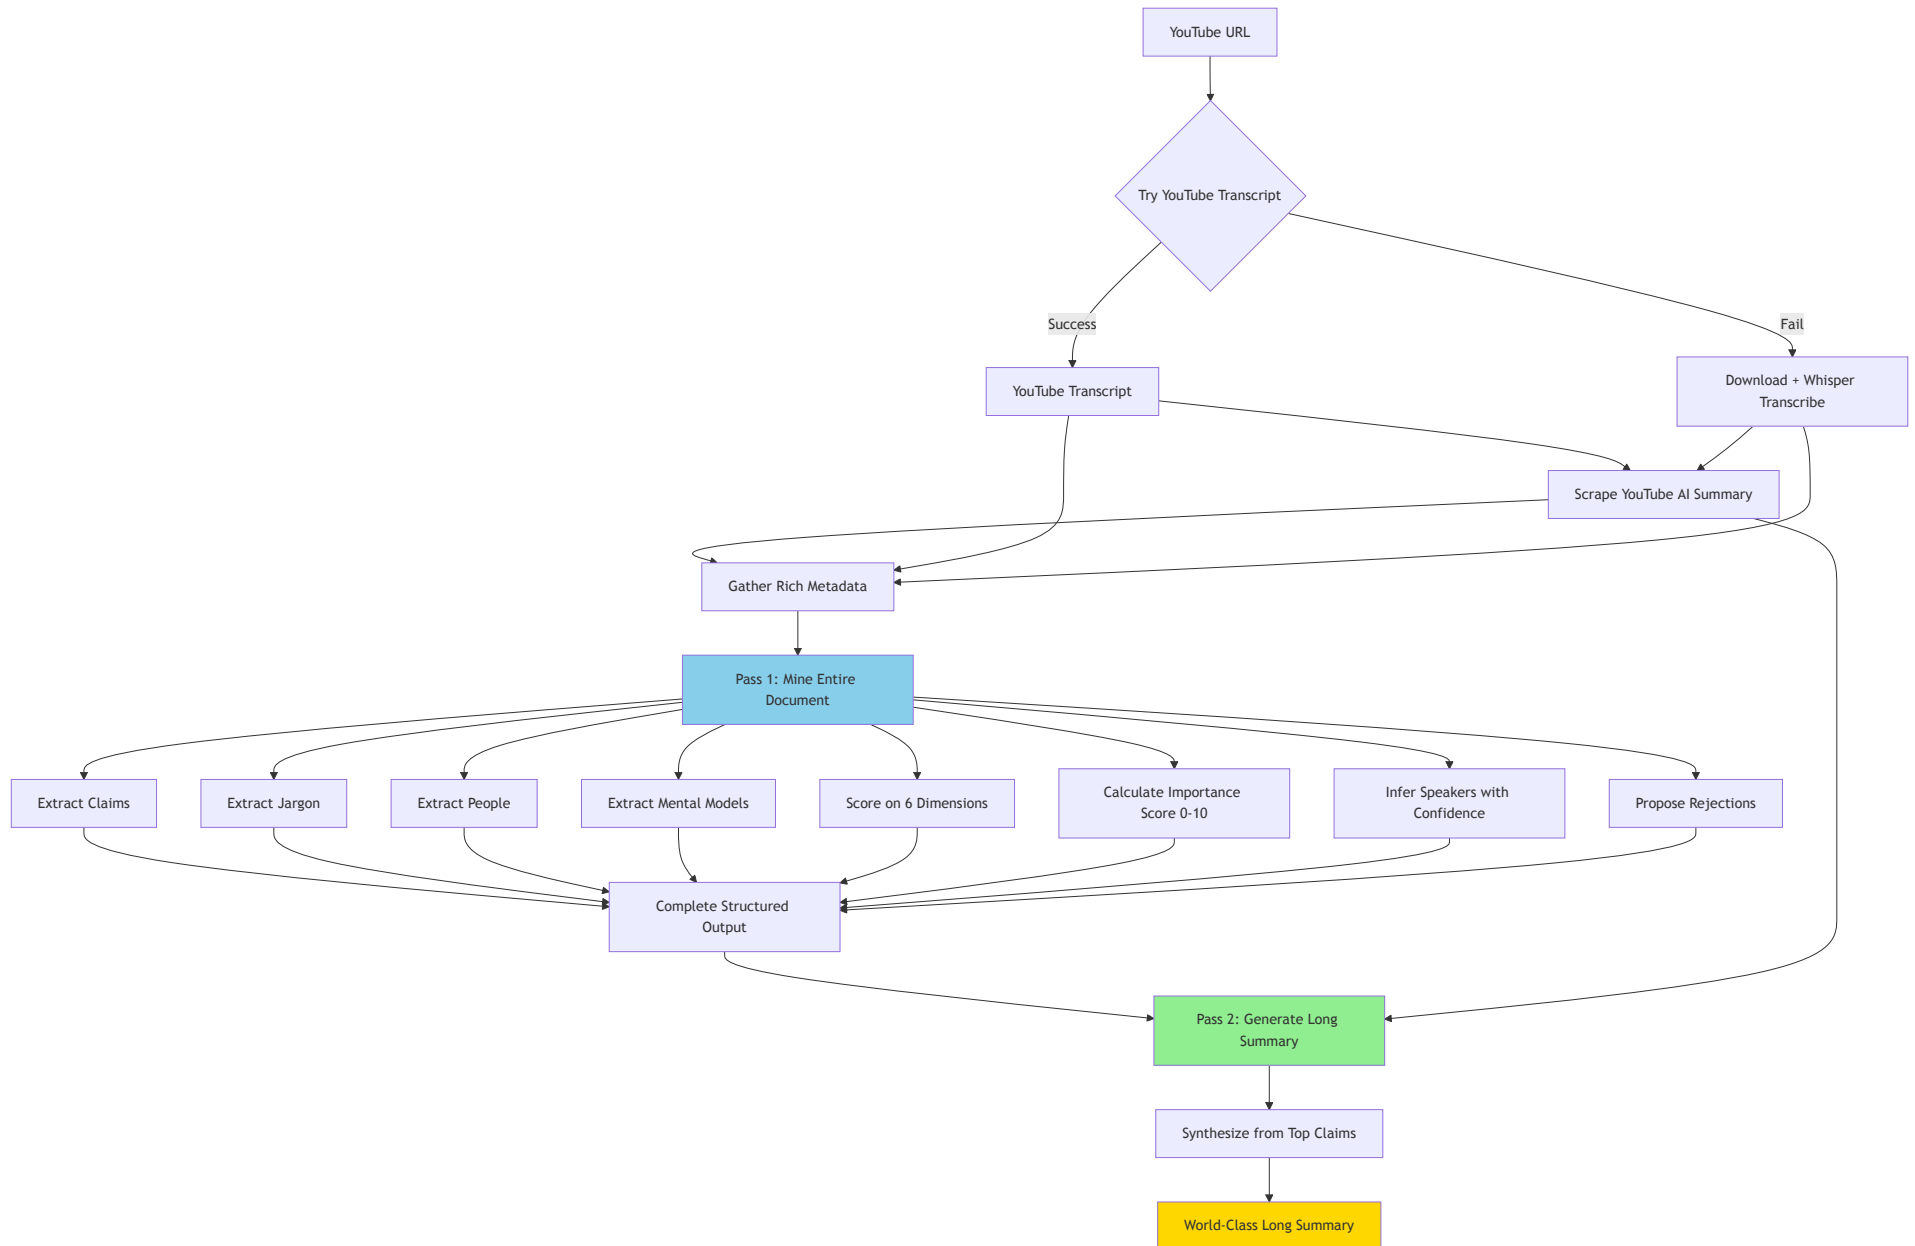 YouTube URL
Try YouTube Transcript
Success
Fail
YouTube Transcript
Download + Whisper
Transcribe
Scrape YouTube AI Summary
Gather Rich Metadata
Pass 1: Mine Entire
Document
Extract Claims
Extract Jargon
Extract People
Extract Mental Models
Score on 6 Dimensions
Calculate Importance
Score 0-10
Infer Speakers with
Confidence
Propose Rejections
Complete Structured
Output
Pass 2: Generate Long
Summary
Synthesize from Top Claims
World-Class Long Summary